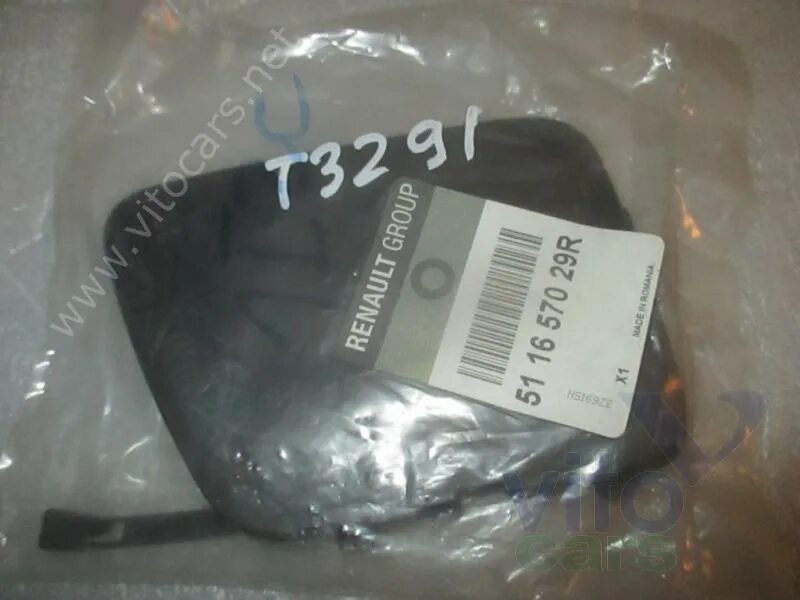 www.vitocars.net
T3291
RENAULT GROUP
51 16 570 29R
MADE IN ROMANIA
X1
vito
cars